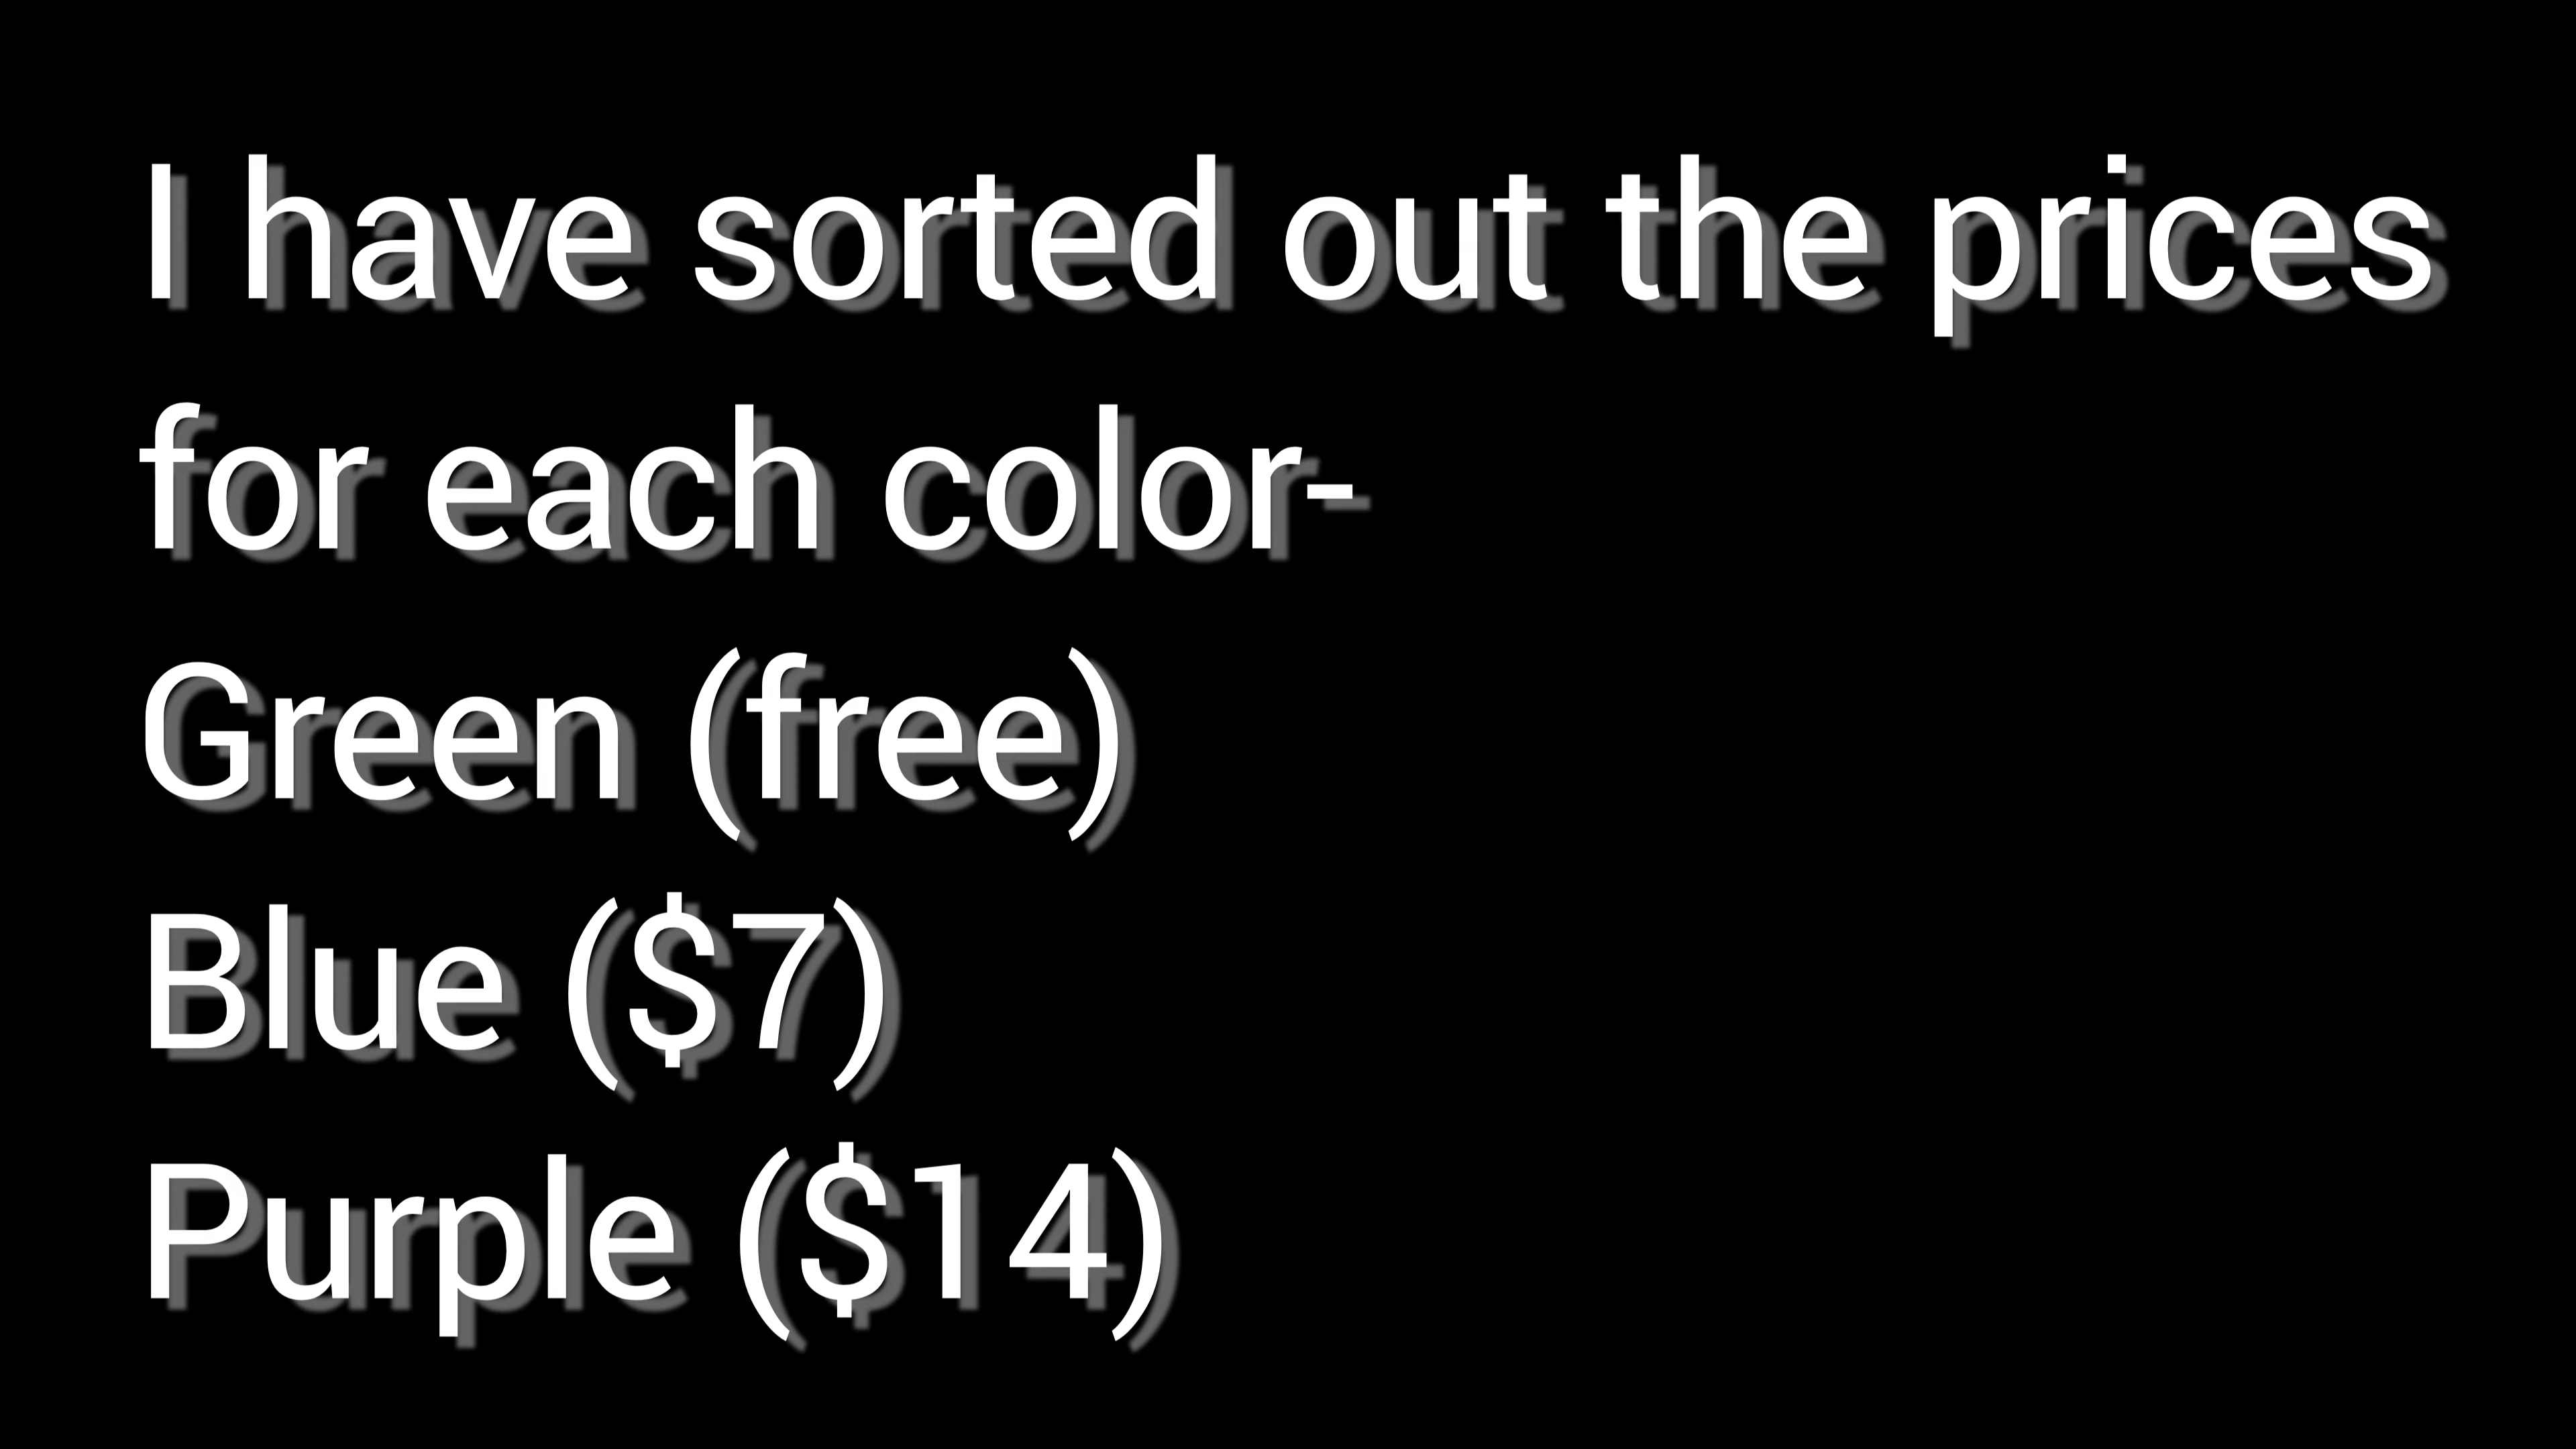 I have sorted out the prices
for each color-
Green (free)
Blue ($7)
Purple ($14)